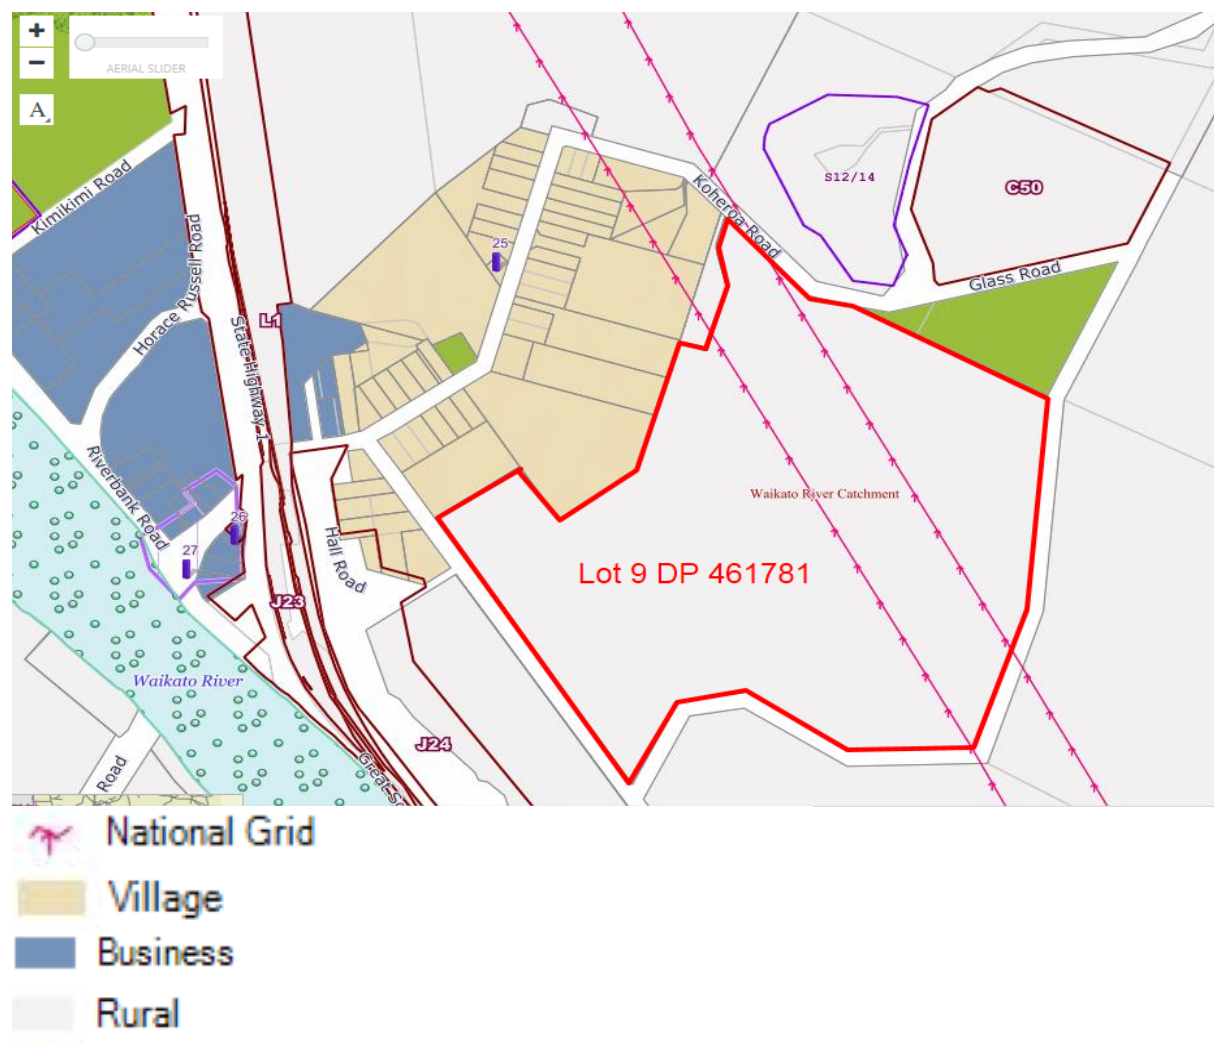 +
−
AERIAL SLIDER
A
Kimikimi Road
Koheroa Road
S12/14
C50
Horace Russell Road
25
Glass Road
L1
State Highway 1
Riverbank Road
Waikato River Catchment
26
27
Hall Road
Lot 9 DP 461781
J23
Waikato River
J24
Road
Great
National Grid
Village
Business
Rural